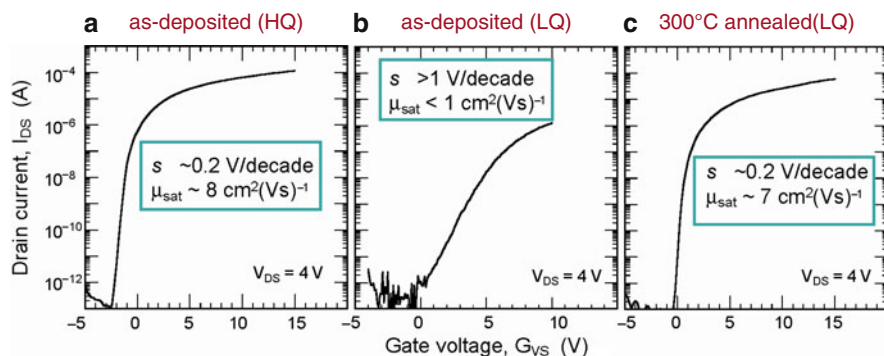 a as-deposited (HQ)
b as-deposited (LQ)
c 300°C annealed(LQ)
Drain current, I_DS (A)
10⁻⁴
10⁻⁶
10⁻⁸
10⁻¹⁰
10⁻¹²
s ~0.2 V/decade
μ_sat ~ 8 cm²(Vs)⁻¹
V_DS = 4 V
−5 0 5 10 15
s >1 V/decade
μ_sat < 1 cm²(Vs)⁻¹
V_DS = 4 V
−5 0 5 10 15
s ~0.2 V/decade
μ_sat ~ 7 cm²(Vs)⁻¹
V_DS = 4 V
−5 0 5 10 15 20
Gate voltage, G_VS (V)